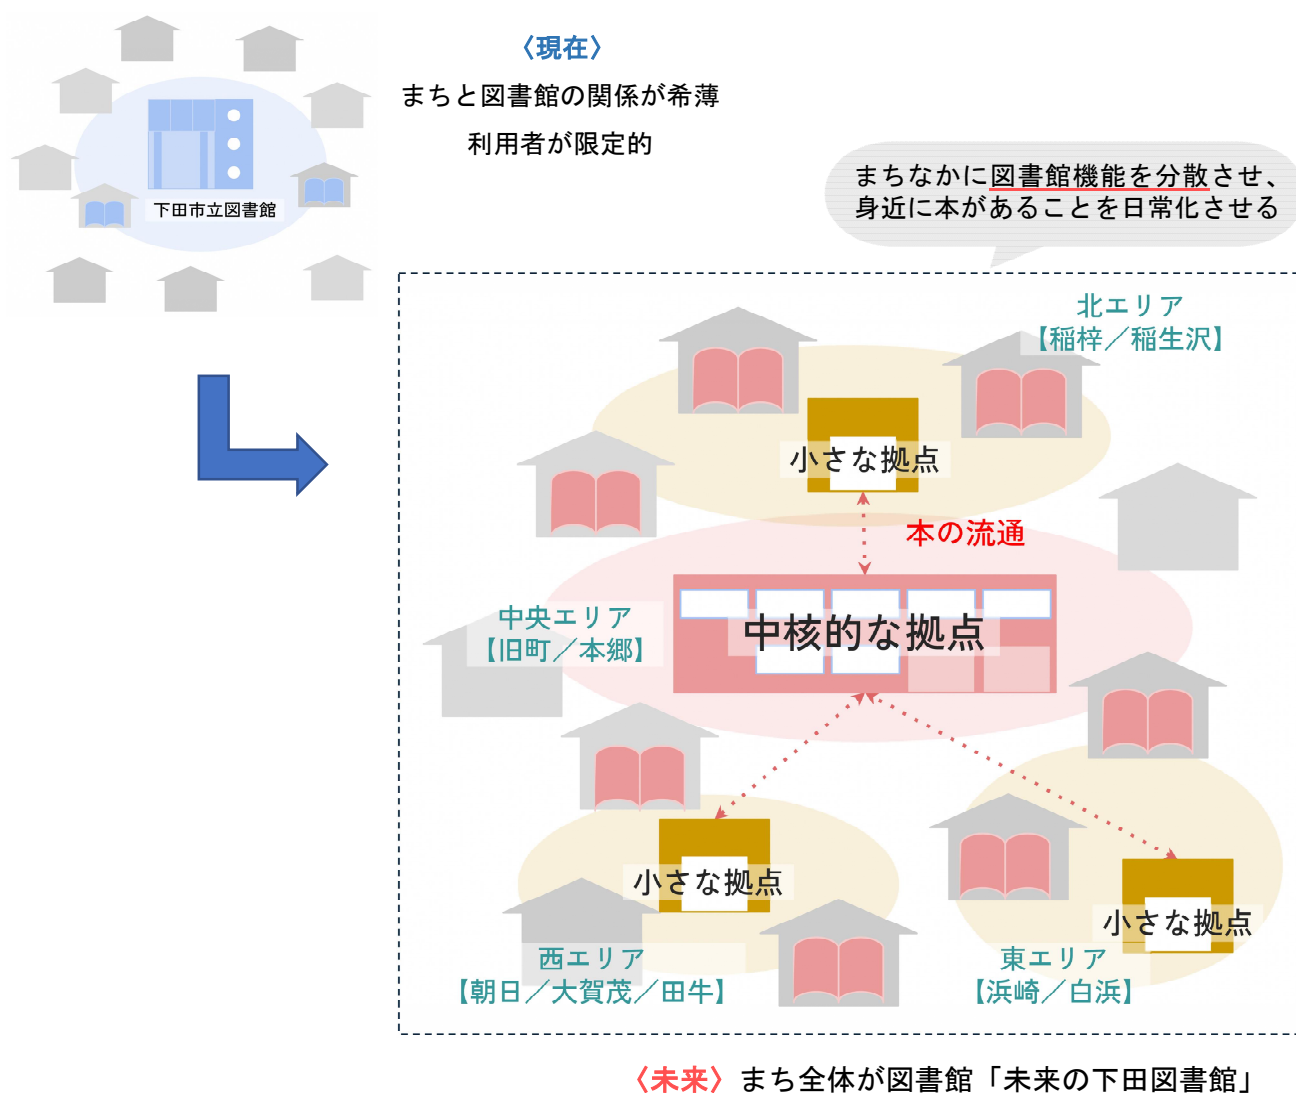 〈現在〉
まちと図書館の関係が希薄
利用者が限定的
下田市立図書館
まちなかに図書館機能を分散させ、
身近に本があることを日常化させる
北エリア
【稲梓／稲生沢】
小さな拠点
本の流通
中央エリア
【旧町／本郷】
中核的な拠点
小さな拠点
西エリア
【朝日／大賀茂／田牛】
小さな拠点
東エリア
【浜崎／白浜】
〈未来〉まち全体が図書館「未来の下田図書館」